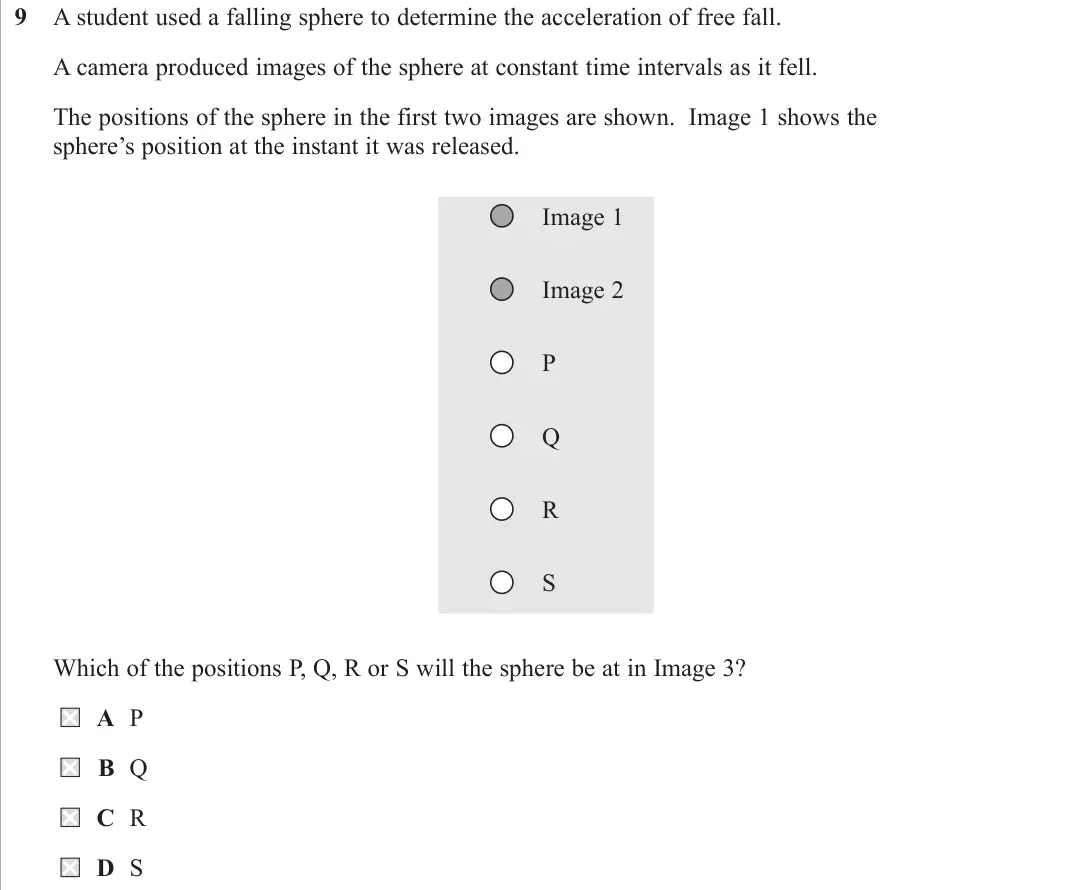 9 A student used a falling sphere to determine the acceleration of free fall.
A camera produced images of the sphere at constant time intervals as it fell.
The positions of the sphere in the first two images are shown. Image 1 shows the
sphere's position at the instant it was released.
Image 1
Image 2
P
Q
R
S
Which of the positions P, Q, R or S will the sphere be at in Image 3?
A P
B Q
C R
D S